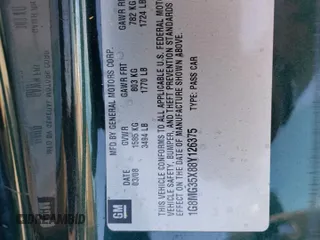 MFD BY GENERAL MOTORS CORP.
03/08
GVWR
1585 KG
3494 LB
GAWR FRT
803 KG
1770 LB
GAWR RR
782 KG
1724 LB
THIS VEHICLE CONFORMS TO ALL APPLICABLE U.S. FEDERAL MOTOR
VEHICLE SAFETY, BUMPER, AND THEFT PREVENTION STANDARDS
IN EFFECT ON THE DATE OF MANUFACTURE SHOWN ABOVE.
1G8MG35X88Y126375
TYPE: PASS CAR
GM
DREAMBID